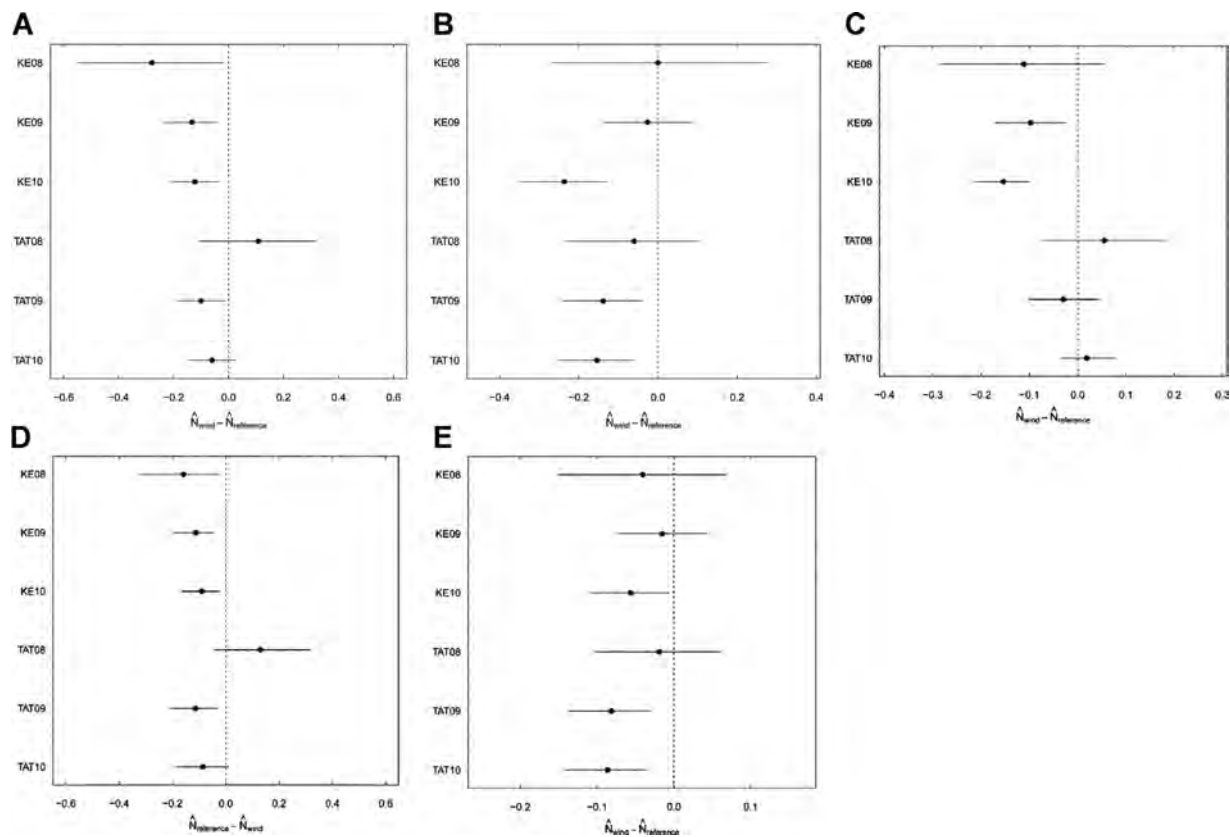 A
KE08
KE09
KE10
TAT08
TAT09
TAT10
−0.6 −0.4 −0.2 0.0 0.2 0.4 0.6
N̂wind − N̂reference
B
KE08
KE09
KE10
TAT08
TAT09
TAT10
−0.4 −0.2 0.0 0.2 0.4
N̂wind − N̂reference
C
KE08
KE09
KE10
TAT08
TAT09
TAT10
−0.4 −0.3 −0.2 −0.1 0.0 0.1 0.2 0.3
N̂wind − N̂reference
D
KE08
KE09
KE10
TAT08
TAT09
TAT10
−0.6 −0.4 −0.2 0.0 0.2 0.4 0.6
N̂reference − N̂wind
E
KE08
KE09
KE10
TAT08
TAT09
TAT10
−0.2 −0.1 0.0 0.1
N̂wind − N̂reference